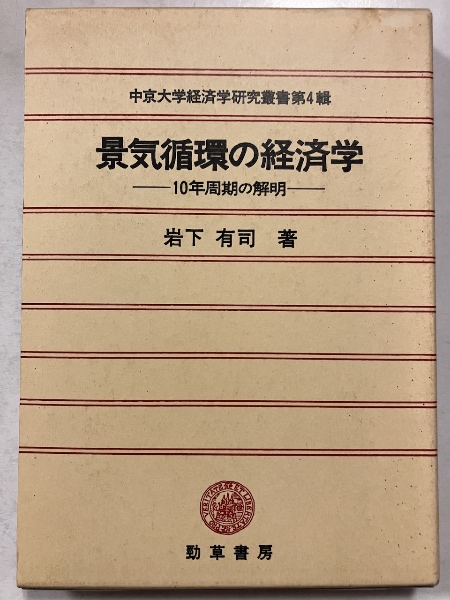 中京大学経済学研究叢書第4輯
景気循環の経済学
——10年周期の解明——
岩下 有司 著
勁草書房